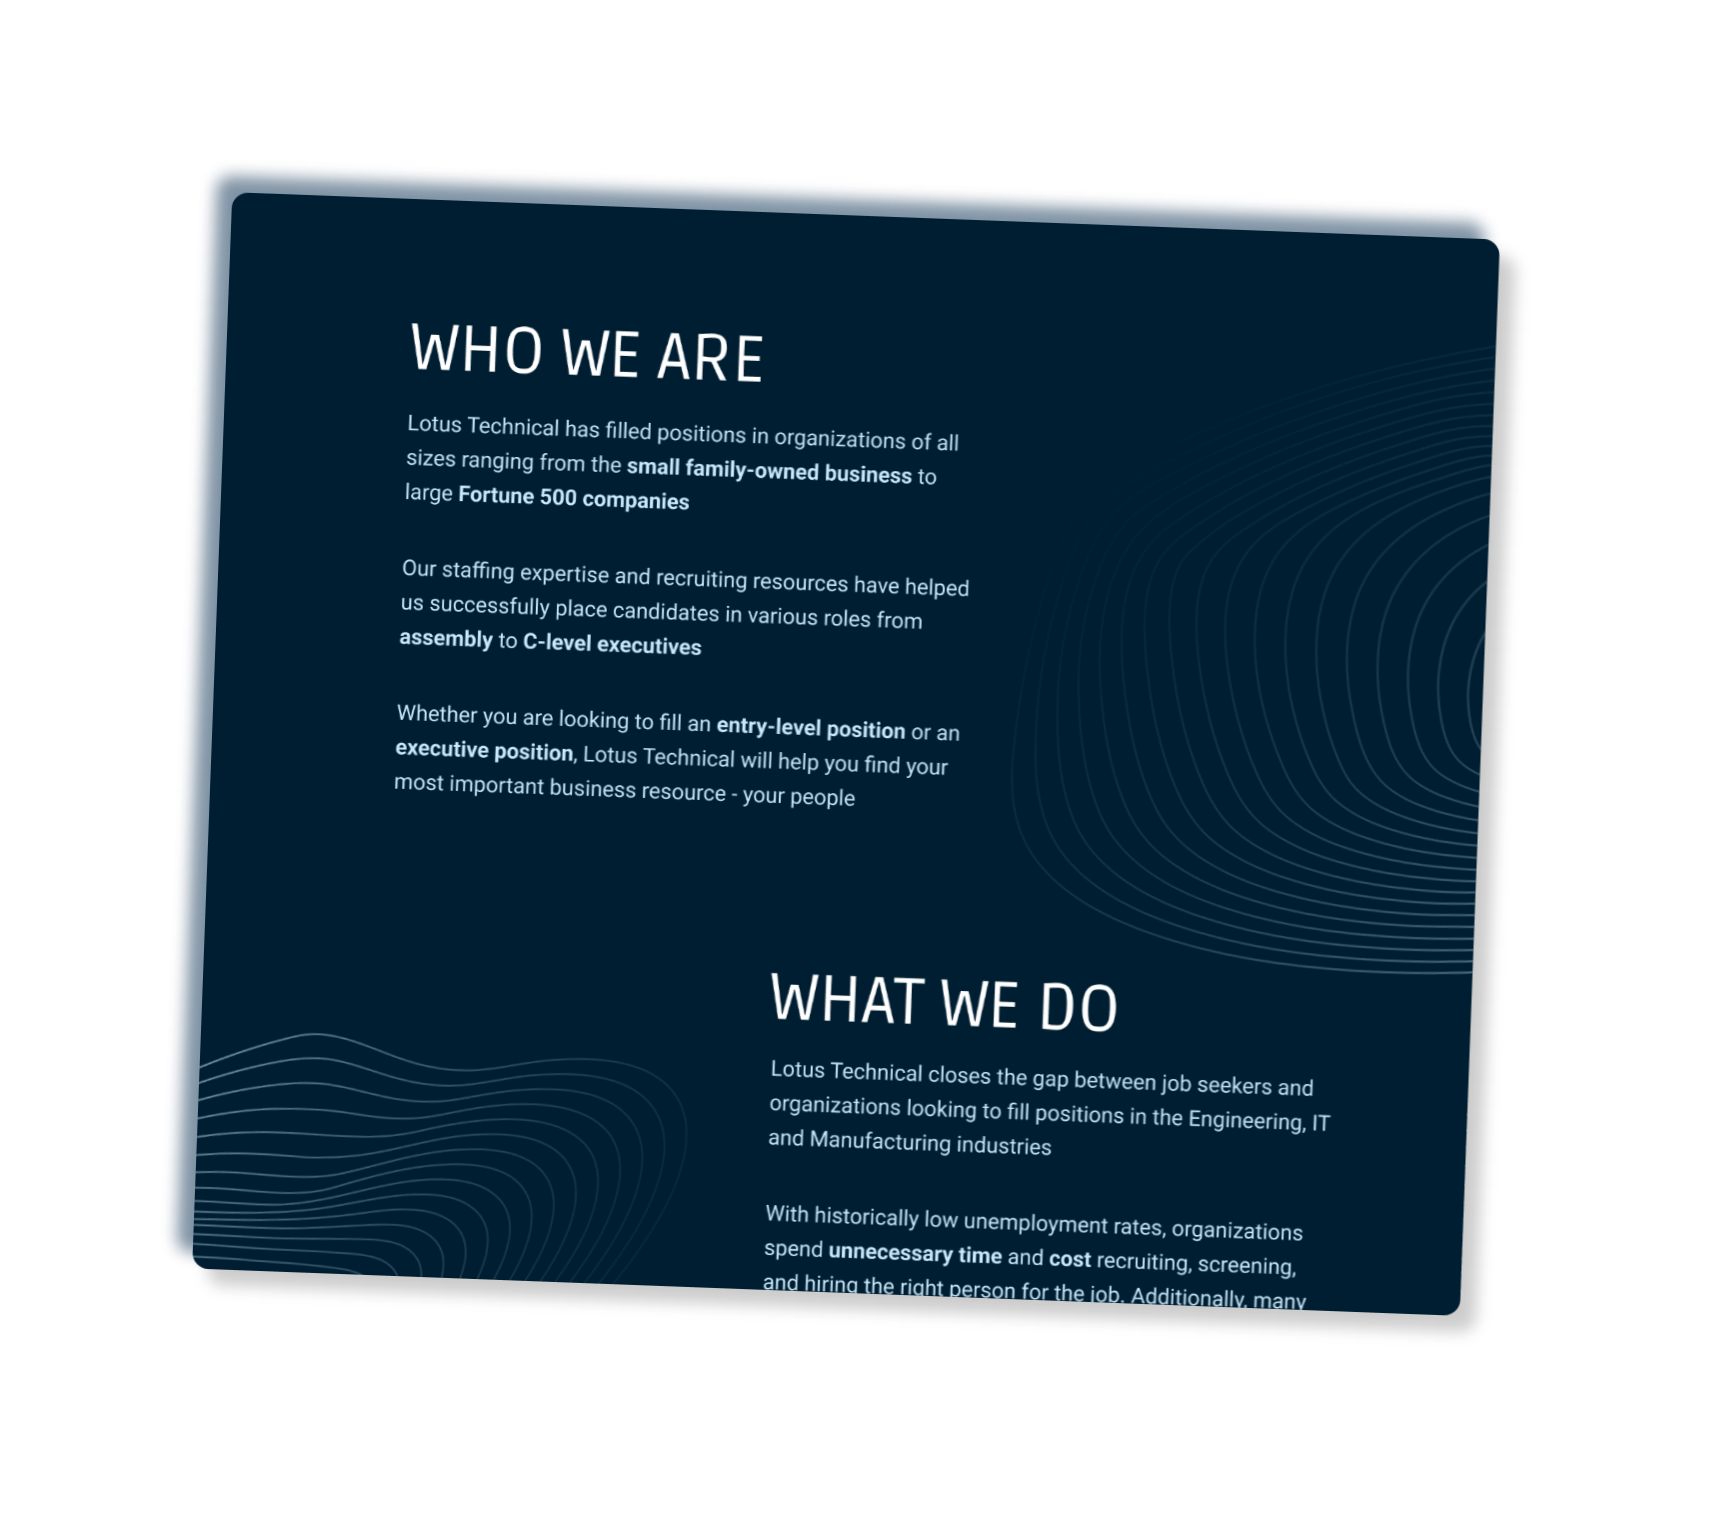 WHO WE ARE
Lotus Technical has filled positions in organizations of all
sizes ranging from the small family-owned business to
large Fortune 500 companies
Our staffing expertise and recruiting resources have helped
us successfully place candidates in various roles from
assembly to C-level executives
Whether you are looking to fill an entry-level position or an
executive position, Lotus Technical will help you find your
most important business resource - your people
WHAT WE DO
Lotus Technical closes the gap between job seekers and
organizations looking to fill positions in the Engineering, IT
and Manufacturing industries
With historically low unemployment rates, organizations
spend unnecessary time and cost recruiting, screening,
and hiring the right person for the job. Additionally, many